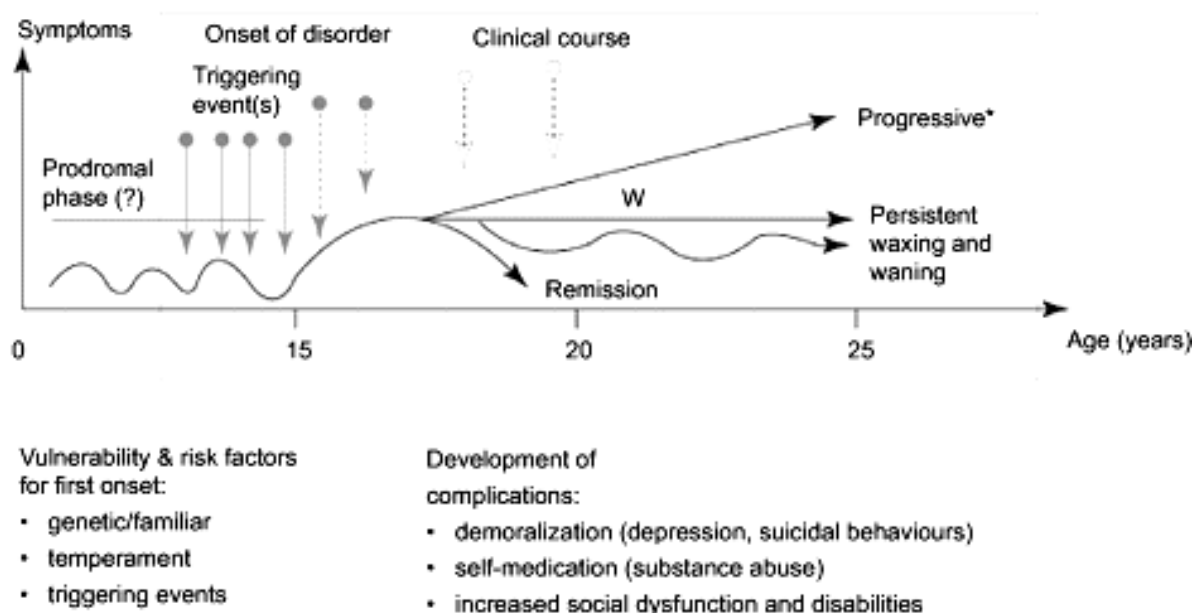 Symptoms
Onset of disorder
Clinical course
Triggering
event(s)
Prodromal
phase (?)
Progressive*
W
Persistent
waxing and
waning
Remission
0
15
20
25
Age (years)
Vulnerability & risk factors
for first onset:
• genetic/familiar
• temperament
• triggering events
Development of
complications:
• demoralization (depression, suicidal behaviours)
• self-medication (substance abuse)
• increased social dysfunction and disabilities